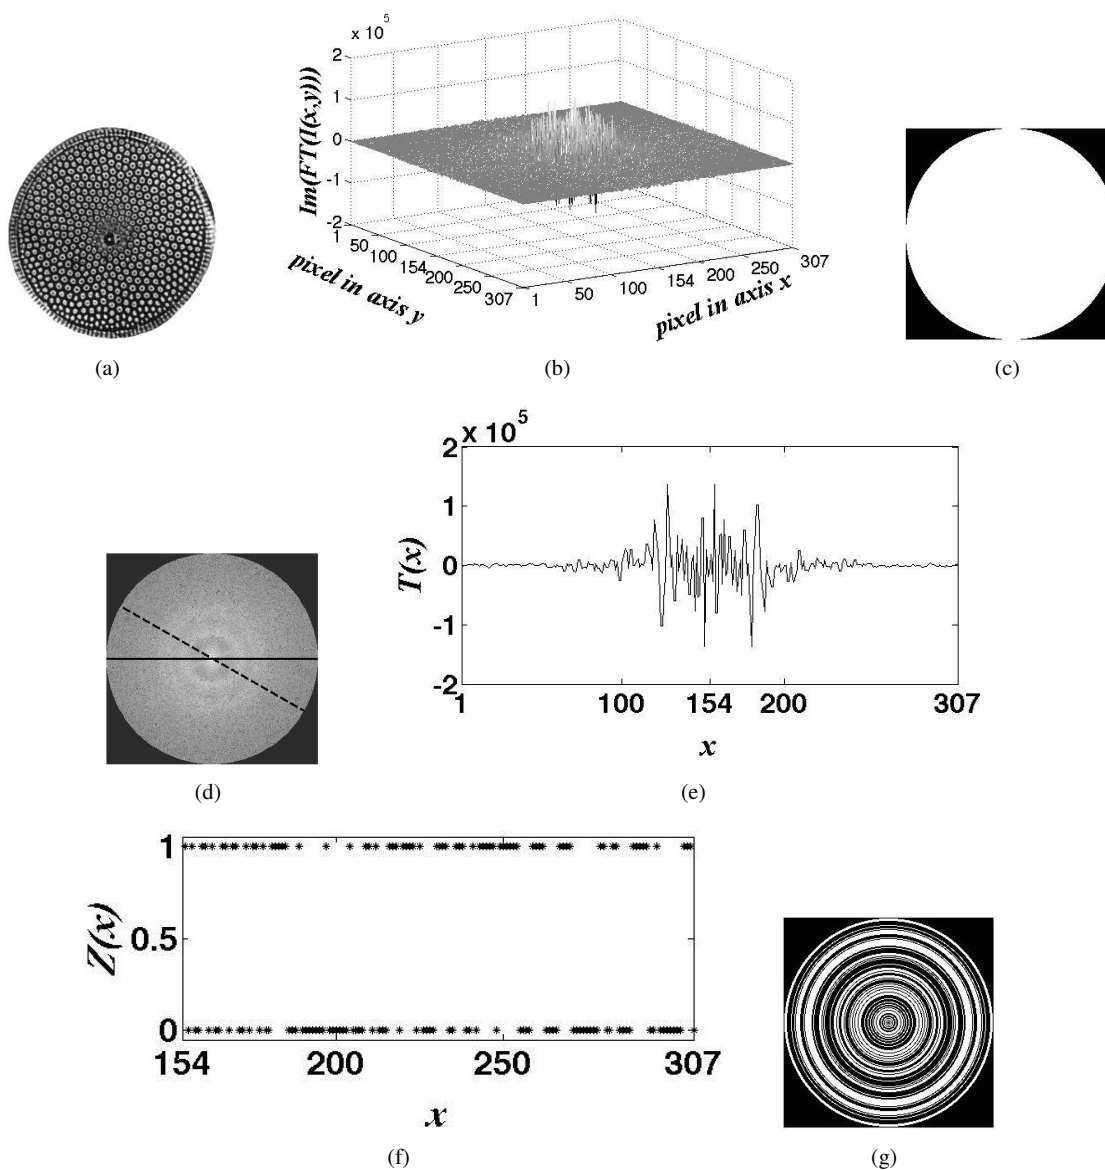 x 10^5
2
1
0
-1
-2
Im(FT(I(x,y)))
1
50
100
154
200
250
307
pixel in axis y
1
50
100
154
200
250
307
pixel in axis x
(a)
(b)
(c)
x 10^5
2
1
0
-1
-2
T(x)
1
100
154
200
307
x
(d)
(e)
1
0.5
0
Z(x)
154
200
250
307
x
(f)
(g)